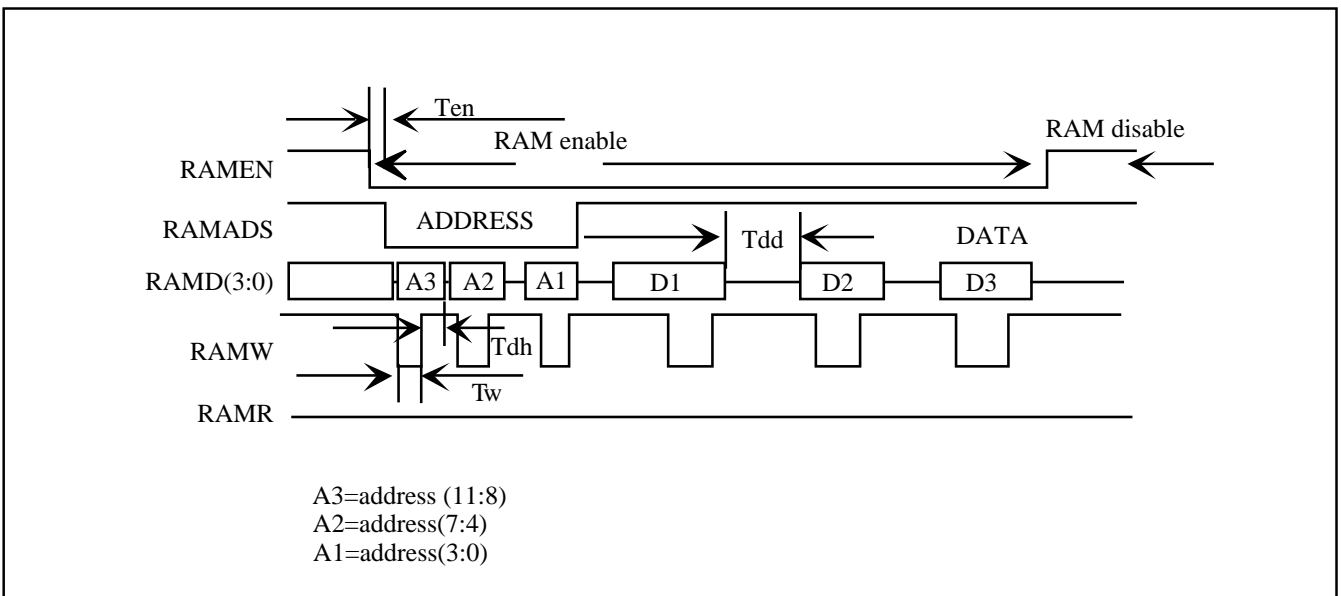 Ten
RAM enable
RAM disable
RAMEN
RAMADS
ADDRESS
Tdd
DATA
RAMD(3:0)
A3
A2
A1
D1
D2
D3
RAMW
Tdh
Tw
RAMR
A3=address (11:8)
A2=address(7:4)
A1=address(3:0)